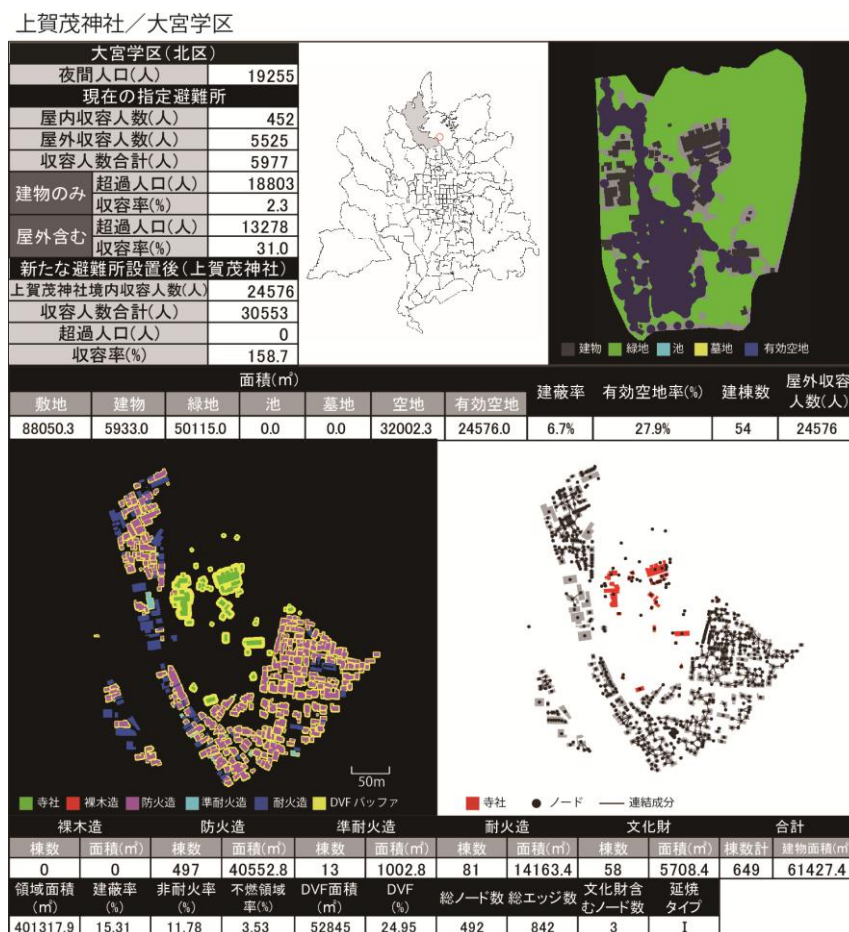 上賀茂神社／大宮学区
大宮学区(北区)
夜間人口(人) 19255
現在の指定避難所
屋内収容人数(人) 452
屋外収容人数(人) 5525
収容人数合計(人) 5977
建物のみ 超過人口(人) 18803
収容率(%) 2.3
屋外含む 超過人口(人) 13278
収容率(%) 31.0
新たな避難所設置後(上賀茂神社)
上賀茂神社境内収容人数(人) 24576
収容人数合計(人) 30553
超過人口(人) 0
収容率(%) 158.7
建物 緑地 池 墓地 有効空地
面積(㎡) 建蔽率 有効空地率(%) 建棟数 屋外収容人数(人)
敷地 建物 緑地 池 墓地 空地 有効空地
88050.3 5933.0 50115.0 0.0 0.0 32002.3 24576.0 6.7% 27.9% 54 24576
50m
寺社 裸木造 防火造 準耐火造 耐火造 DVF バッファ
寺社 ノード 連結成分
裸木造 防火造 準耐火造 耐火造 文化財 合計
棟数 面積(㎡) 棟数 面積(㎡) 棟数 面積(㎡) 棟数 面積(㎡) 棟数 面積(㎡) 棟数計 建物面積(㎡)
0 0 497 40552.8 13 1002.8 81 14163.4 58 5708.4 649 61427.4
領域面積(㎡) 建蔽率(%) 非耐火率(%) 不燃領域率(%) DVF面積(㎡) DVF(%) 総ノード数 総エッジ数 文化財含むノード数 延焼タイプ
401317.9 15.31 11.78 3.53 52845 24.95 492 842 3 I